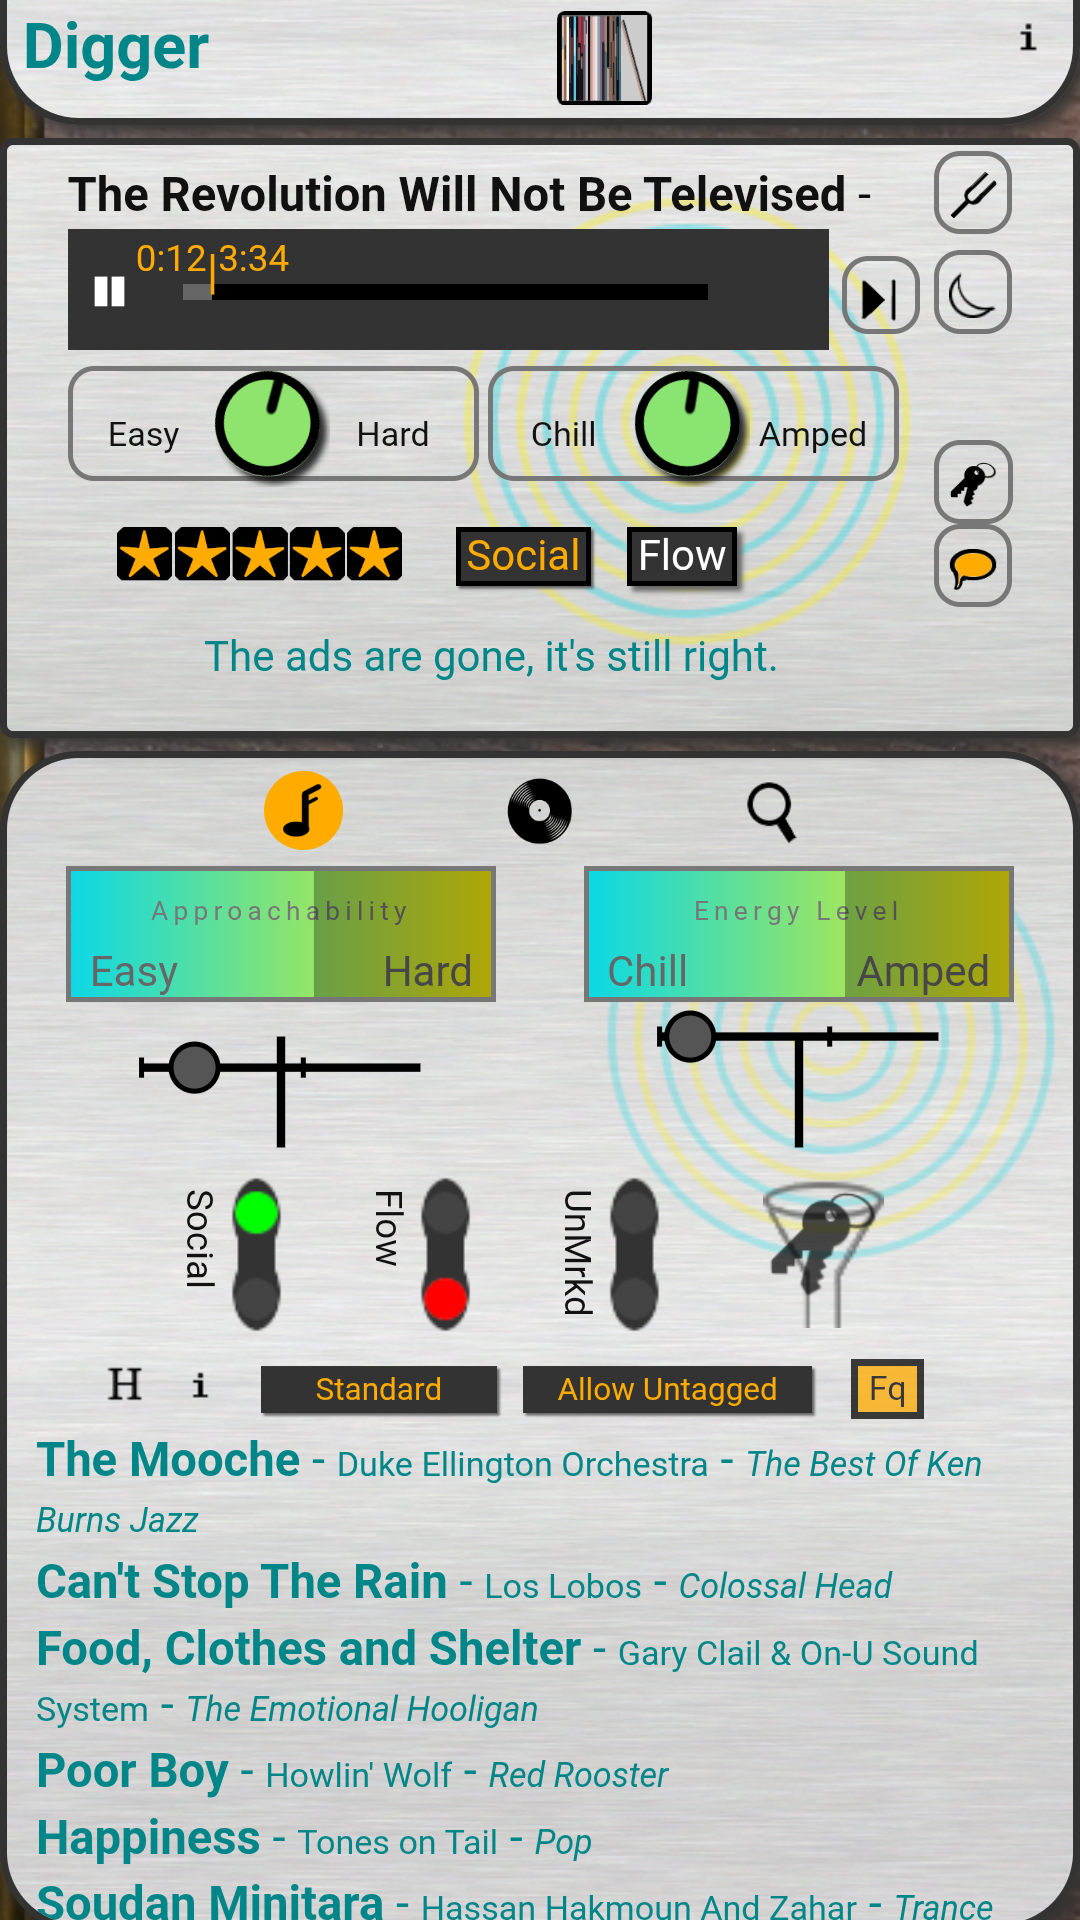 Digger
i
The Revolution Will Not Be Televised -
0:12 3:34
Easy Hard Chill Amped
Social Flow
The ads are gone, it's still right.
Approachability Energy Level
Easy Hard Chill Amped
Social Flow UnMrkd
H i Standard Allow Untagged Fq
The Mooche - Duke Ellington Orchestra - The Best Of Ken
Burns Jazz
Can't Stop The Rain - Los Lobos - Colossal Head
Food, Clothes and Shelter - Gary Clail & On-U Sound
System - The Emotional Hooligan
Poor Boy - Howlin' Wolf - Red Rooster
Happiness - Tones on Tail - Pop
Soudan Minitara - Hassan Hakmoun And Zahar - Trance